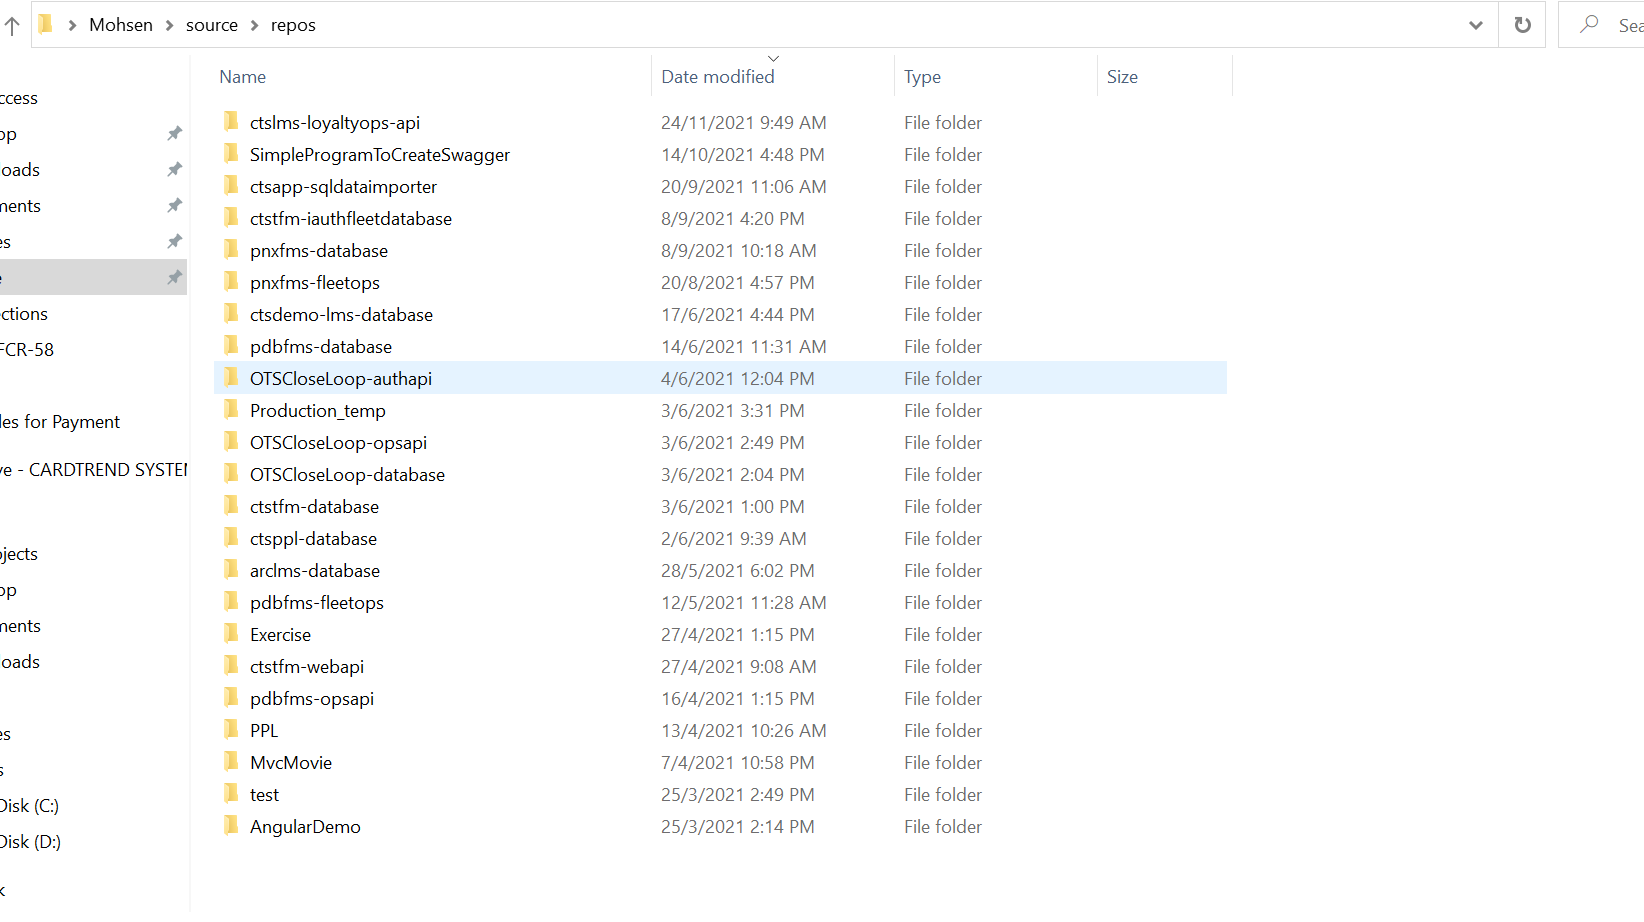 Mohsen > source > repos
Sea
Name Date modified Type Size
ccess
op
loads
ments
es
e
ctions
FCR-58
les for Payment
ve - CARDTREND SYSTEM
ojects
op
ments
loads
es
s
Disk (C:)
Disk (D:)
k
ctslms-loyaltyops-api 24/11/2021 9:49 AM File folder
SimpleProgramToCreateSwagger 14/10/2021 4:48 PM File folder
ctsapp-sqldataimporter 20/9/2021 11:06 AM File folder
ctstfm-iauthfleetdatabase 8/9/2021 4:20 PM File folder
pnxfms-database 8/9/2021 10:18 AM File folder
pnxfms-fleetops 20/8/2021 4:57 PM File folder
ctsdemo-lms-database 17/6/2021 4:44 PM File folder
pdbfms-database 14/6/2021 11:31 AM File folder
OTSCloseLoop-authapi 4/6/2021 12:04 PM File folder
Production_temp 3/6/2021 3:31 PM File folder
OTSCloseLoop-opsapi 3/6/2021 2:49 PM File folder
OTSCloseLoop-database 3/6/2021 2:04 PM File folder
ctstfm-database 3/6/2021 1:00 PM File folder
ctsppl-database 2/6/2021 9:39 AM File folder
arclms-database 28/5/2021 6:02 PM File folder
pdbfms-fleetops 12/5/2021 11:28 AM File folder
Exercise 27/4/2021 1:15 PM File folder
ctstfm-webapi 27/4/2021 9:08 AM File folder
pdbfms-opsapi 16/4/2021 1:15 PM File folder
PPL 13/4/2021 10:26 AM File folder
MvcMovie 7/4/2021 10:58 PM File folder
test 25/3/2021 2:49 PM File folder
AngularDemo 25/3/2021 2:14 PM File folder